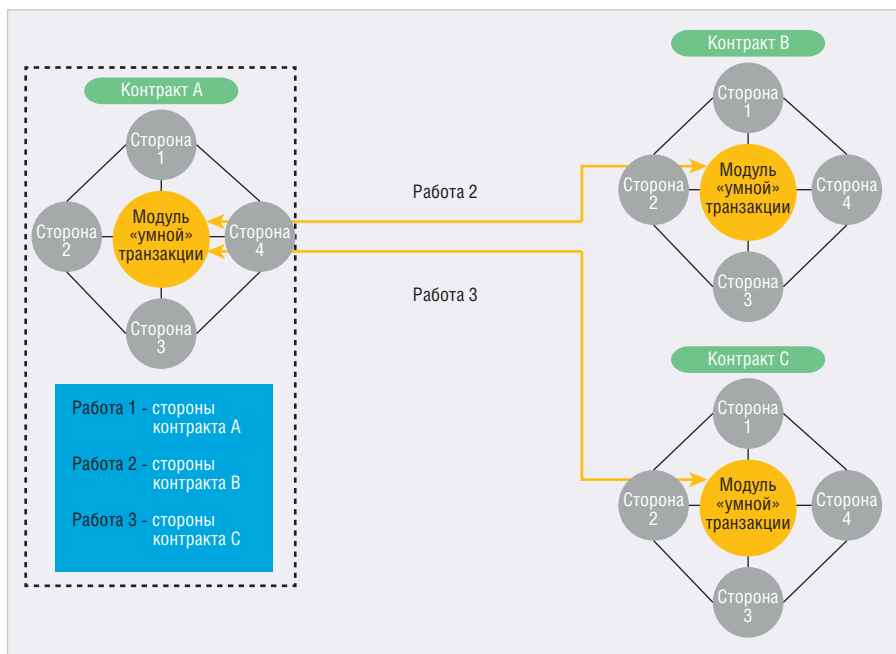 Контракт A
Сторона
1
Сторона
2
Модуль
«умной»
транзакции
Сторона
4
Сторона
3
Работа 1 - стороны
контракта A
Работа 2 - стороны
контракта B
Работа 3 - стороны
контракта C
Работа 2
Работа 3
Контракт B
Сторона
1
Сторона
2
Модуль
«умной»
транзакции
Сторона
4
Сторона
3
Контракт C
Сторона
1
Сторона
2
Модуль
«умной»
транзакции
Сторона
4
Сторона
3